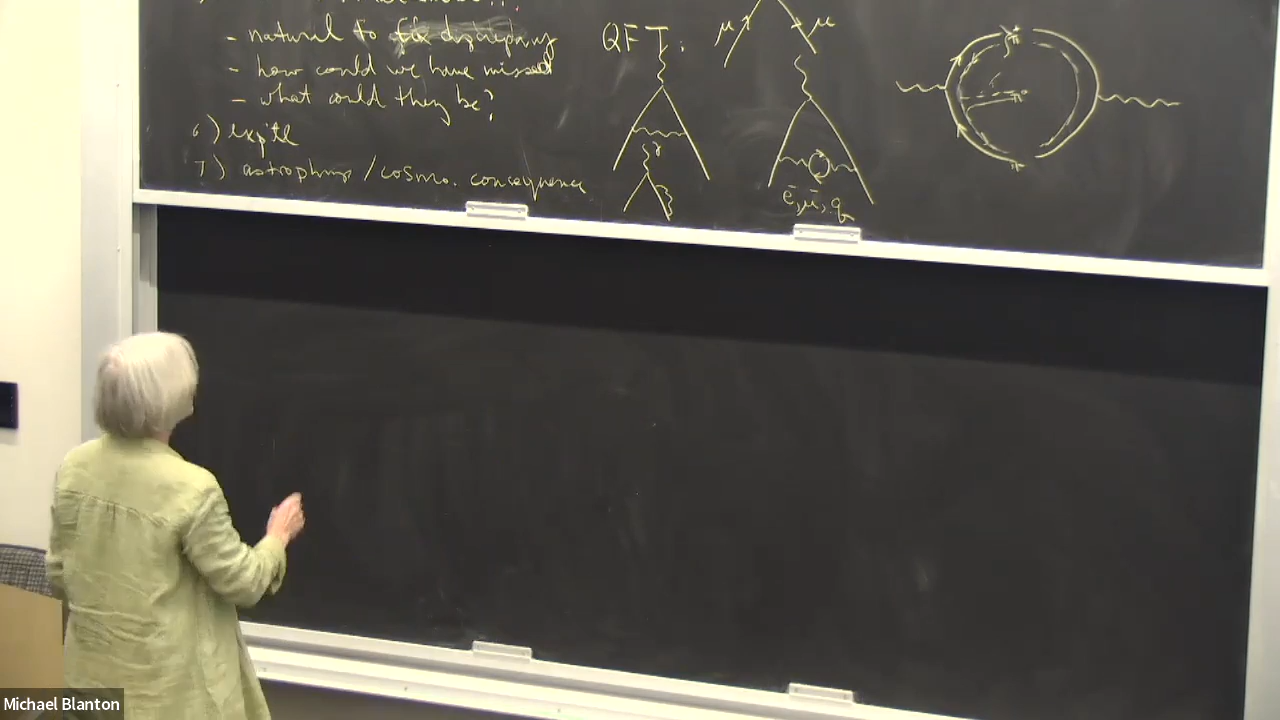 - natural to fix discrepancy
- how could we have missed
- what could they be?
6) exp'tl
7) astrophys / cosmo. consequence
QFT:
μ μ
γ
e, μ, q
Michael Blanton